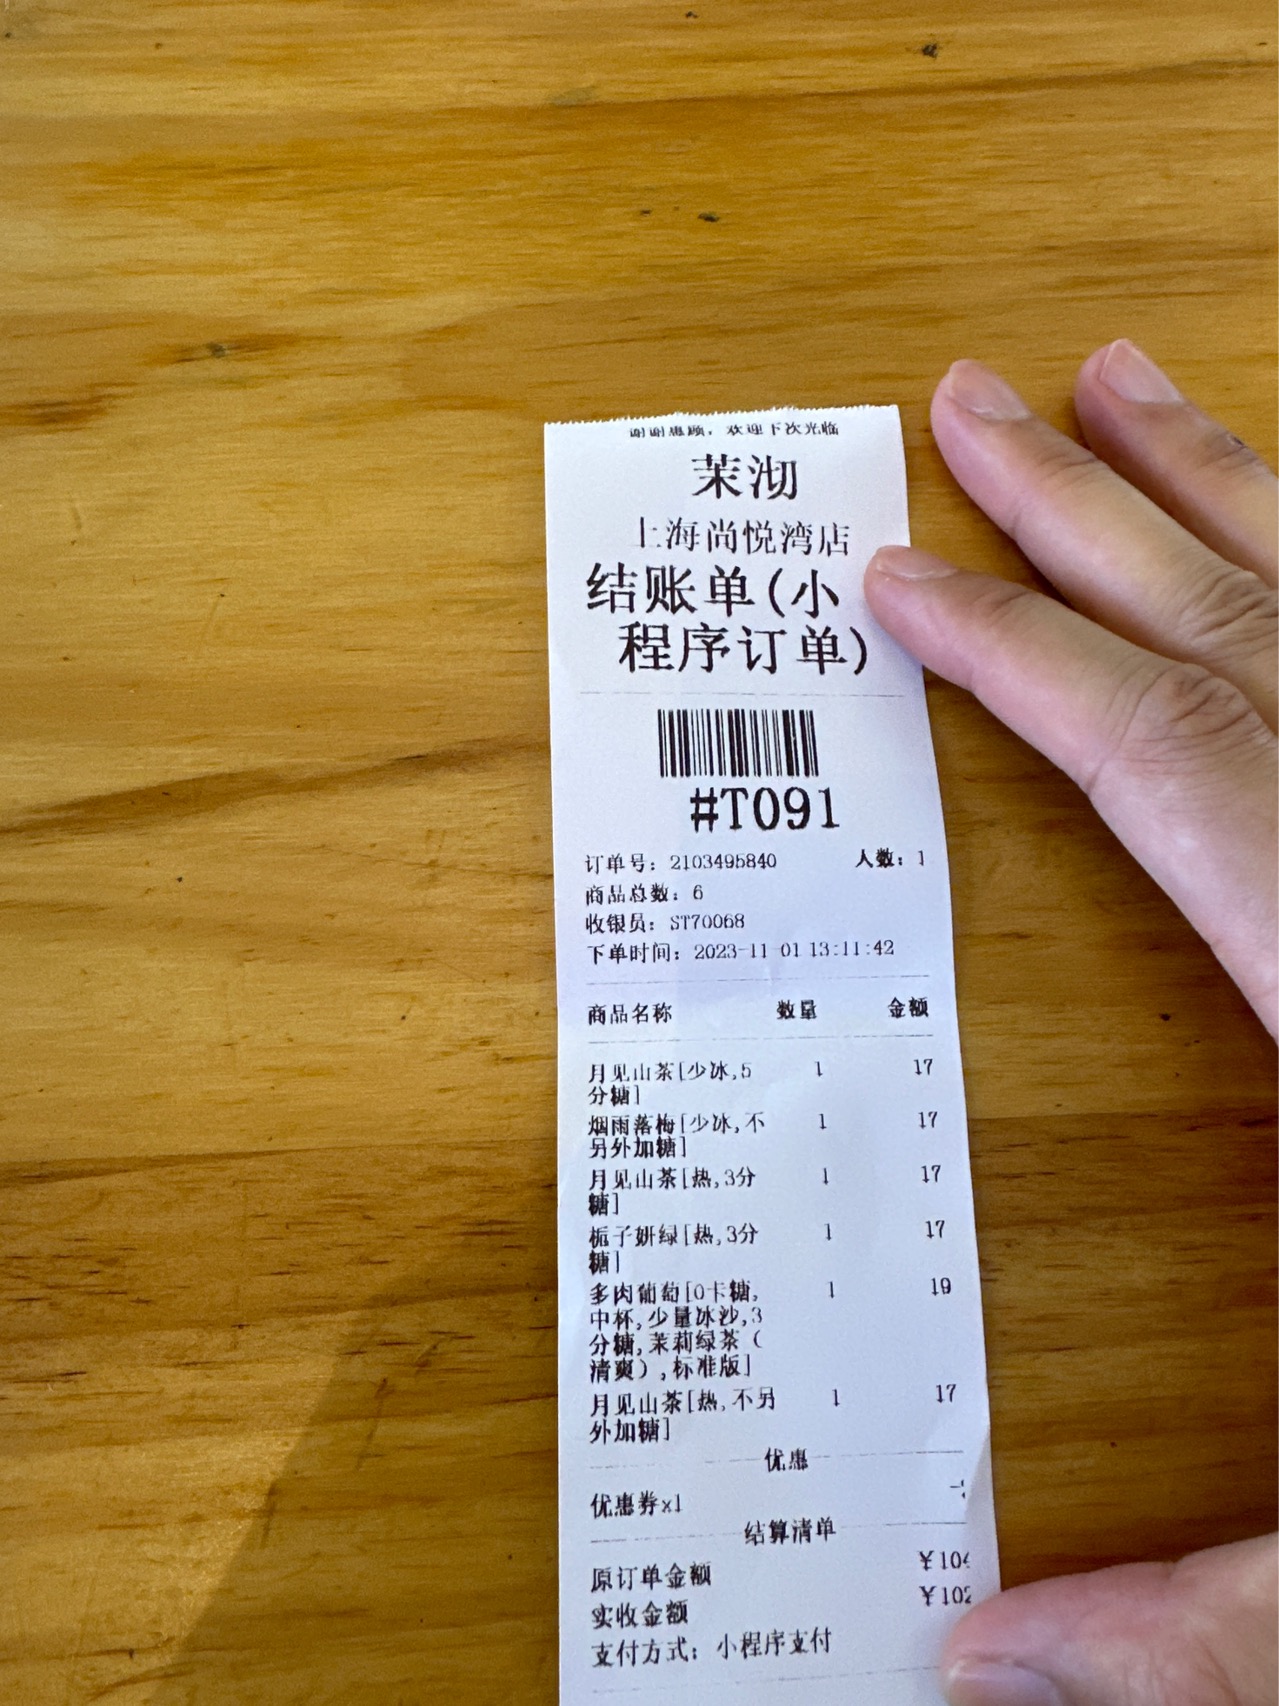 谢谢惠顾，欢迎下次光临
茉沏
上海尚悦湾店
结账单(小
程序订单)
#T091
订单号：2103495840 人数：1
商品总数：6
收银员：ST70068
下单时间：2023-11-01 13:11:42
商品名称 数量 金额
月见山茶[少冰,5 1 17
分糖]
烟雨落梅[少冰,不 1 17
另外加糖]
月见山茶[热,3分 1 17
糖]
栀子妍绿[热,3分 1 17
糖]
多肉葡萄[0卡糖, 1 19
中杯,少量冰沙,3
分糖,茉莉绿茶（
清爽）,标准版]
月见山茶[热,不另 1 17
外加糖]
优惠
优惠券x1
结算清单
原订单金额 ¥104
实收金额 ¥102
支付方式：小程序支付